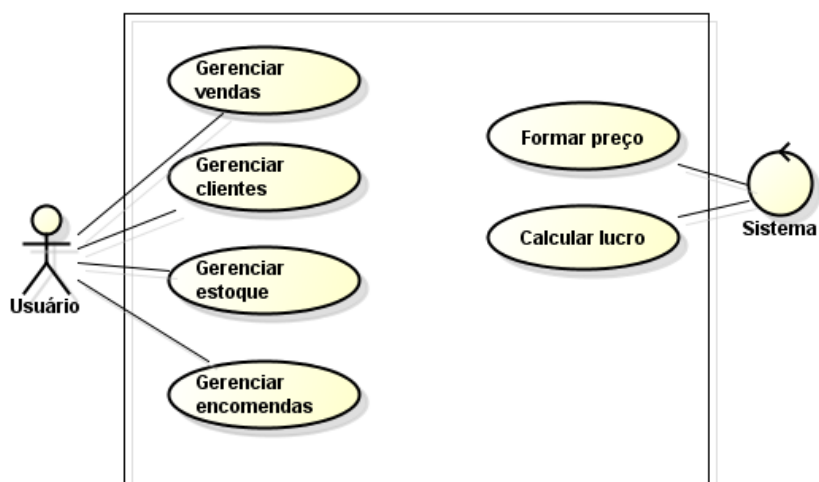 Gerenciar
vendas
Gerenciar
clientes
Gerenciar
estoque
Gerenciar
encomendas
Usuário
Formar preço
Calcular lucro
Sistema